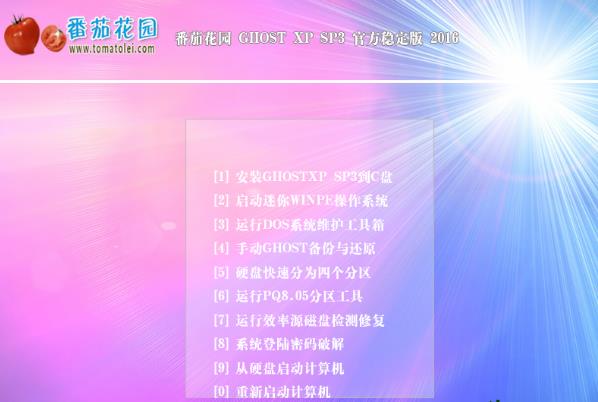 番茄花园
www.tomatolei.com
番茄花园 GHOST XP SP3 官方稳定版 2016
[1] 安装GHOSTXP SP3到C盘
[2] 启动迷你WINPE操作系统
[3] 运行DOS系统维护工具箱
[4] 手动GHOST备份与还原
[5] 硬盘快速分为四个分区
[6] 运行PQ8.05分区工具
[7] 运行效率源磁盘检测修复
[8] 系统登陆密码破解
[9] 从硬盘启动计算机
[0] 重新启动计算机